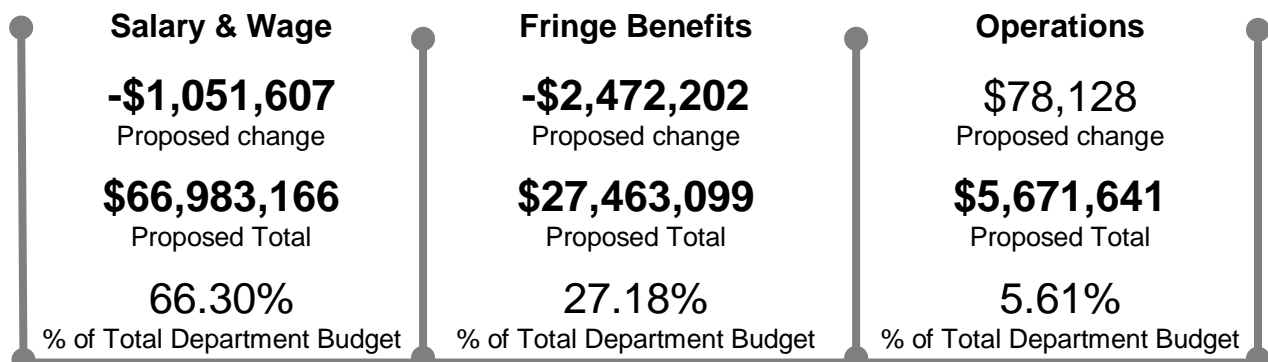 Salary & Wage
-$1,051,607
Proposed change
$66,983,166
Proposed Total
66.30%
% of Total Department Budget
Fringe Benefits
-$2,472,202
Proposed change
$27,463,099
Proposed Total
27.18%
% of Total Department Budget
Operations
$78,128
Proposed change
$5,671,641
Proposed Total
5.61%
% of Total Department Budget